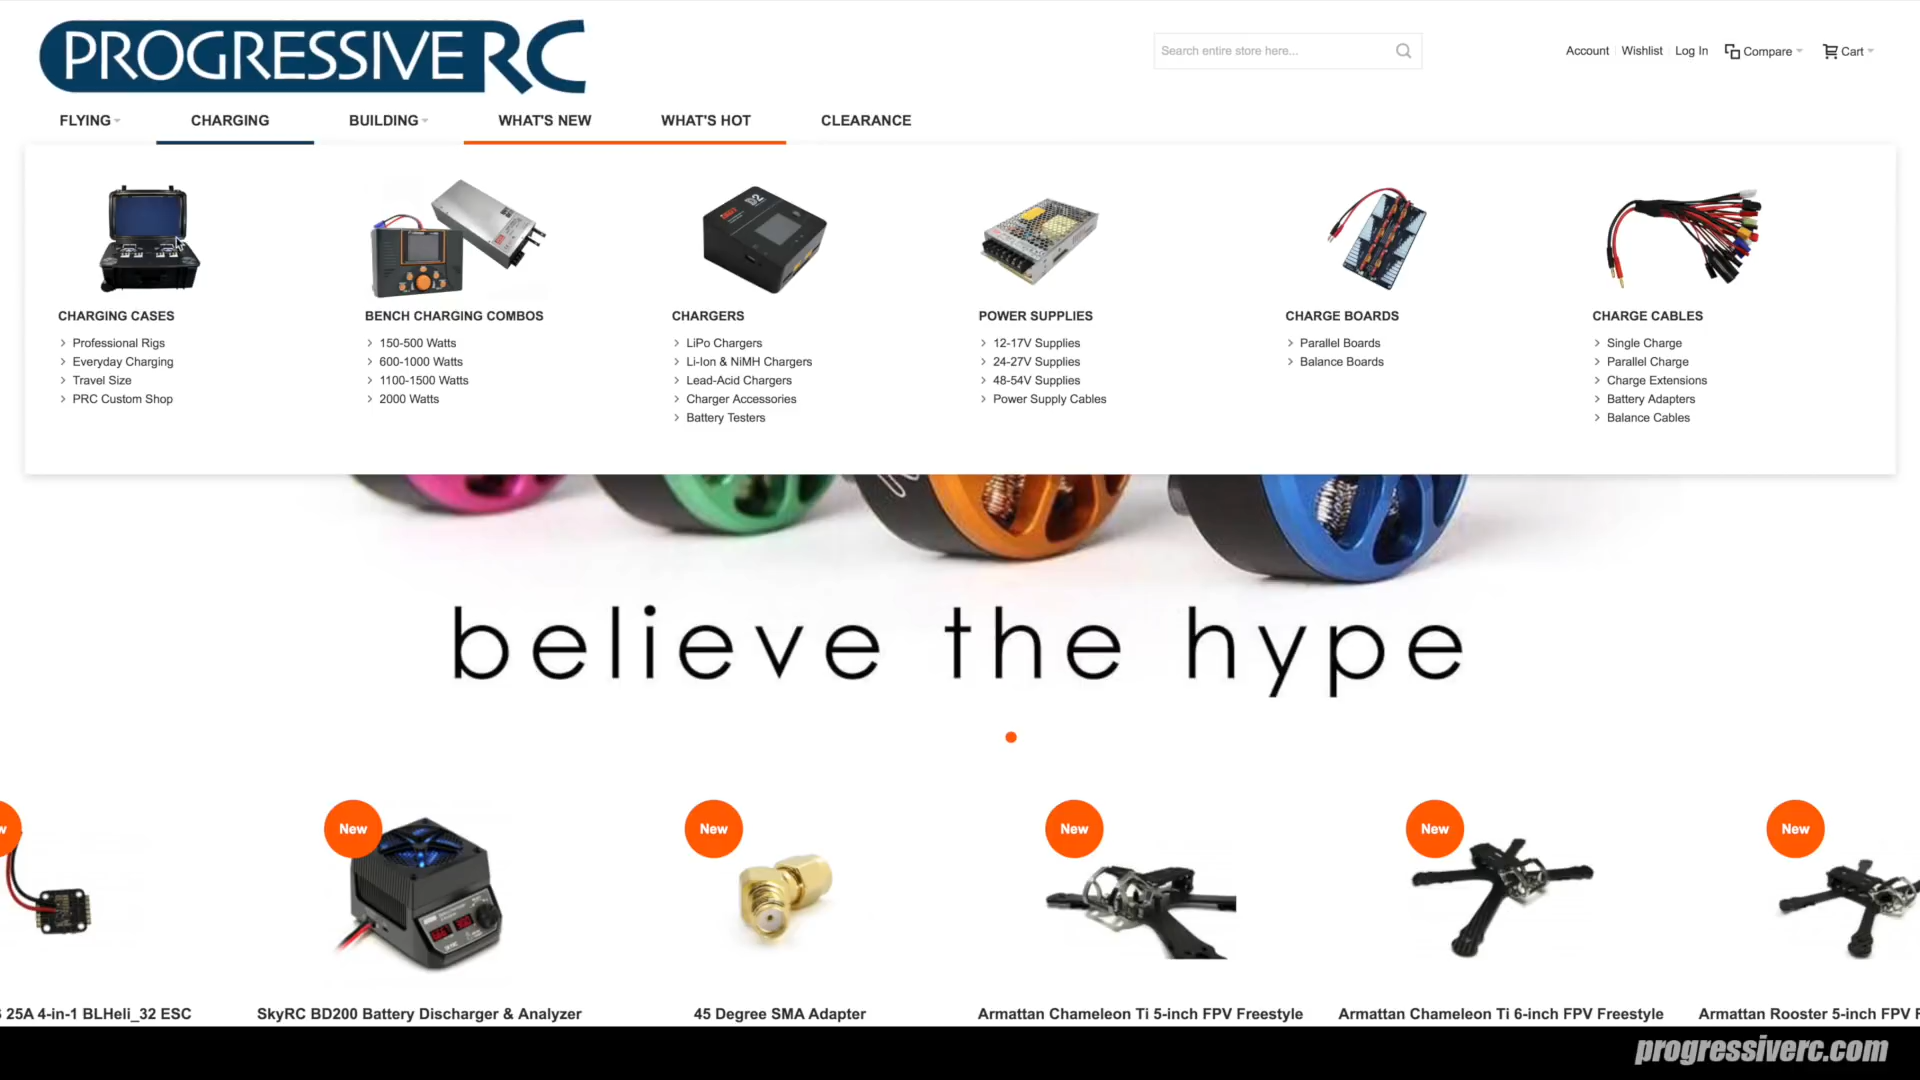 PROGRESSIVE RC
Search entire store here...
Account Wishlist Log In Compare Cart
FLYING CHARGING BUILDING WHAT'S NEW WHAT'S HOT CLEARANCE
CHARGING CASES
Professional Rigs
Everyday Charging
Travel Size
PRC Custom Shop
BENCH CHARGING COMBOS
150-500 Watts
600-1000 Watts
1100-1500 Watts
2000 Watts
D2
CHARGERS
LiPo Chargers
Li-Ion & NiMH Chargers
Lead-Acid Chargers
Charger Accessories
Battery Testers
POWER SUPPLIES
12-17V Supplies
24-27V Supplies
48-54V Supplies
Power Supply Cables
CHARGE BOARDS
Parallel Boards
Balance Boards
CHARGE CABLES
Single Charge
Parallel Charge
Charge Extensions
Battery Adapters
Balance Cables
believe the hype
New New New New New
25A 4-in-1 BLHeli_32 ESC
SkyRC BD200 Battery Discharger & Analyzer
45 Degree SMA Adapter
Armattan Chameleon Ti 5-inch FPV Freestyle
Armattan Chameleon Ti 6-inch FPV Freestyle
Armattan Rooster 5-inch FPV F
progressiverc.com